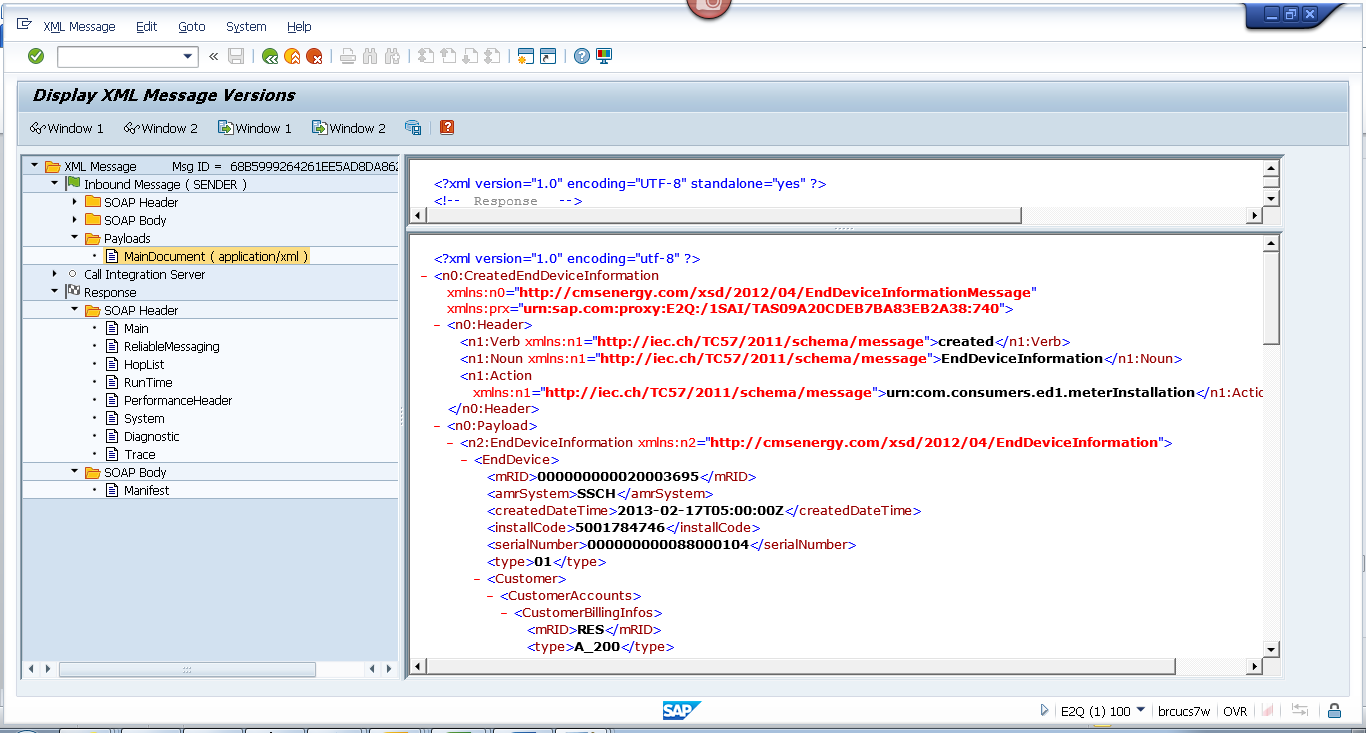 XML Message Edit Goto System Help
Display XML Message Versions
Window 1 Window 2 Window 1 Window 2
XML Message Msg ID = 68B5999264261EE5AD8DA862
Inbound Message ( SENDER )
SOAP Header
SOAP Body
Payloads
MainDocument ( application/xml )
Call Integration Server
Response
SOAP Header
Main
ReliableMessaging
HopList
RunTime
PerformanceHeader
System
Diagnostic
Trace
SOAP Body
Manifest
<?xml version="1.0" encoding="UTF-8" standalone="yes" ?>
<!-- Response -->
<?xml version="1.0" encoding="utf-8" ?>
- <n0:CreatedEndDeviceInformation
xmlns:n0="http://cmsenergy.com/xsd/2012/04/EndDeviceInformationMessage"
xmlns:prx="urn:sap.com:proxy:E2Q:/1SAI/TAS09A20CDEB7BA83EB2A38:740">
- <n0:Header>
<n1:Verb xmlns:n1="http://iec.ch/TC57/2011/schema/message">created</n1:Verb>
<n1:Noun xmlns:n1="http://iec.ch/TC57/2011/schema/message">EndDeviceInformation</n1:Noun>
<n1:Action
xmlns:n1="http://iec.ch/TC57/2011/schema/message">urn:com.consumers.ed1.meterInstallation</n1:Actic
</n0:Header>
- <n0:Payload>
- <n2:EndDeviceInformation xmlns:n2="http://cmsenergy.com/xsd/2012/04/EndDeviceInformation">
- <EndDevice>
<mRID>000000000020003695</mRID>
<amrSystem>SSCH</amrSystem>
<createdDateTime>2013-02-17T05:00:00Z</createdDateTime>
<installCode>5001784746</installCode>
<serialNumber>000000000088000104</serialNumber>
<type>01</type>
- <Customer>
- <CustomerAccounts>
- <CustomerBillingInfos>
<mRID>RES</mRID>
<type>A_200</type>
SAP
E2Q (1) 100 brcucs7w OVR